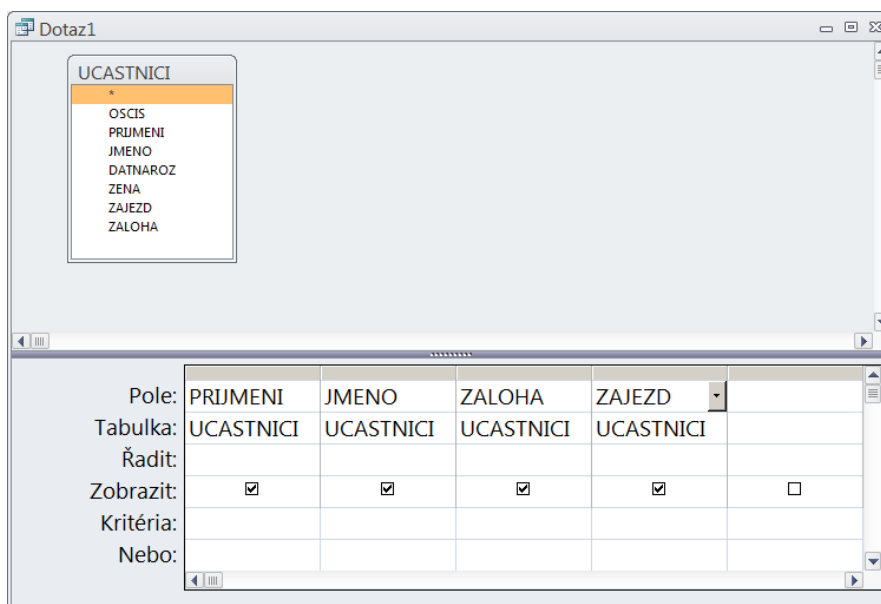 Dotaz1
UCASTNICI
*
OSCIS
PRIJMENI
JMENO
DATNAROZ
ZENA
ZAJEZD
ZALOHA
Pole: PRIJMENI JMENO ZALOHA ZAJEZD
Tabulka: UCASTNICI UCASTNICI UCASTNICI UCASTNICI
Řadit:
Zobrazit:
Kritéria:
Nebo: